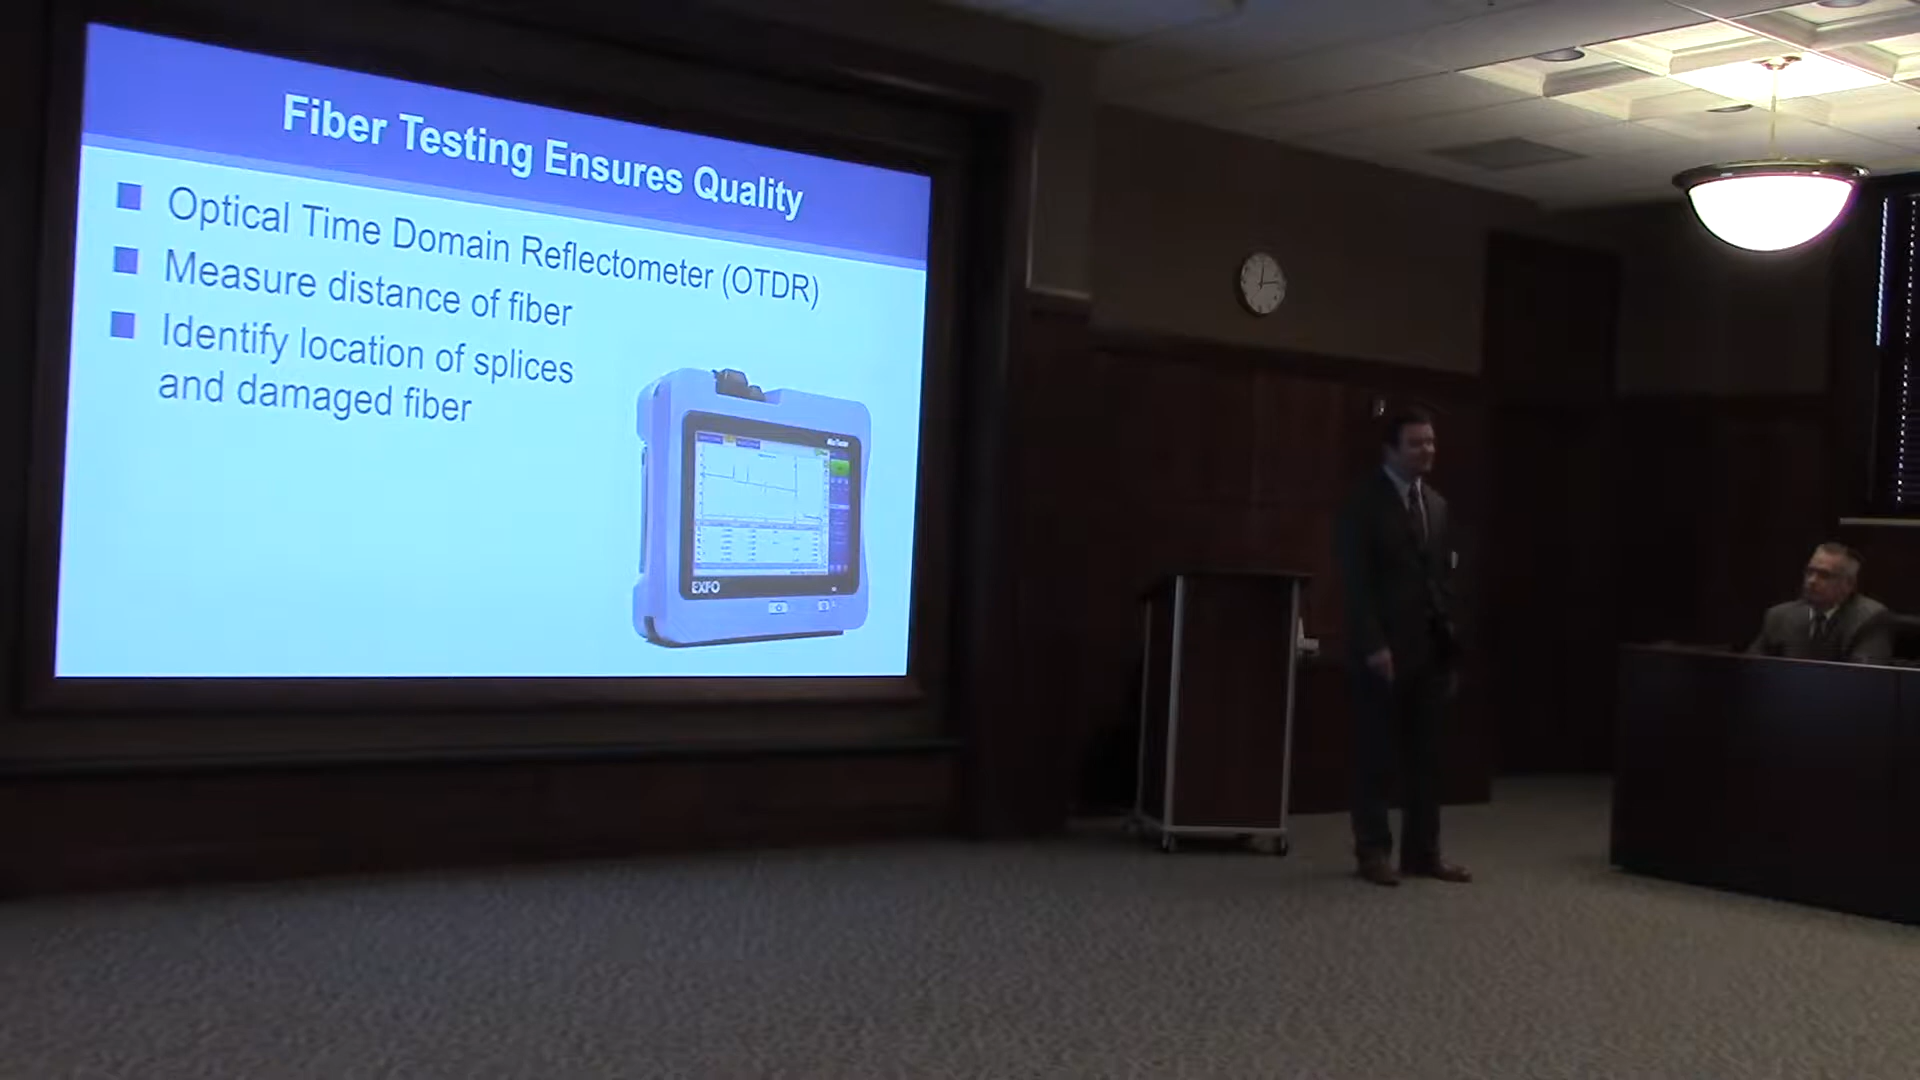 Fiber Testing Ensures Quality
Optical Time Domain Reflectometer (OTDR)
Measure distance of fiber
Identify location of splices
and damaged fiber
EXFO